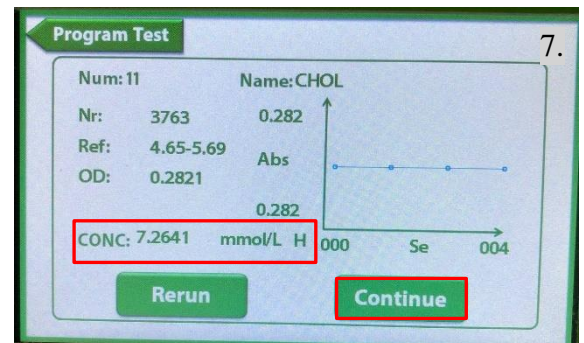 Program Test
7.
Num: 11 Name: CHOL
Nr: 3763 0.282
Ref: 4.65-5.69
Abs
OD: 0.2821
0.282
CONC: 7.2641 mmol/L H
000 Se 004
Rerun Continue